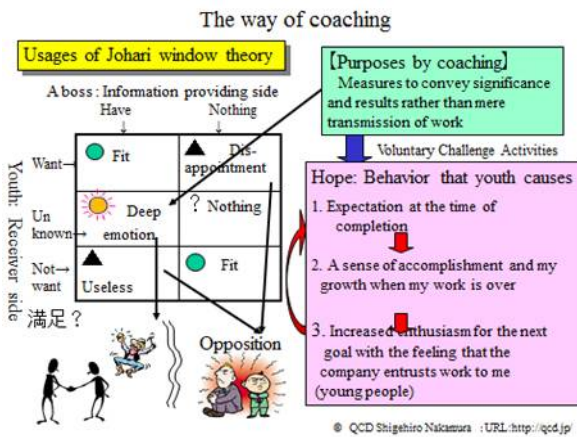 The way of coaching
Usages of Johari window theory
A boss : Information providing side
Have
Nothing
Youth: Receiver side
Want→
Fit
Dis-
appointment
Un
known→
Deep
emotion
? Nothing
Not→
want
Useless
Fit
満足？
Opposition
【Purposes by coaching】
Measures to convey significance
and results rather than mere
transmission of work
Voluntary Challenge Activities
Hope: Behavior that youth causes
1. Expectation at the time of
completion
2. A sense of accomplishment and my
growth when my work is over
3. Increased enthusiasm for the next
goal with the feeling that the
company entrusts work to me
(young people)
® QCD Shigehiro Nakamura : URL:http://qcd.jp/